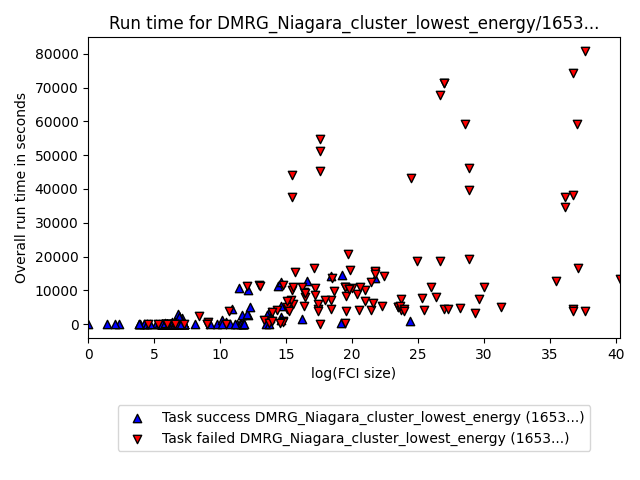 Run time for DMRG_Niagara_cluster_lowest_energy/1653...
80000
70000
60000
50000
40000
30000
20000
10000
0
Overall run time in seconds
0 5 10 15 20 25 30 35 40
log(FCI size)
Task success DMRG_Niagara_cluster_lowest_energy (1653...)
Task failed DMRG_Niagara_cluster_lowest_energy (1653...)